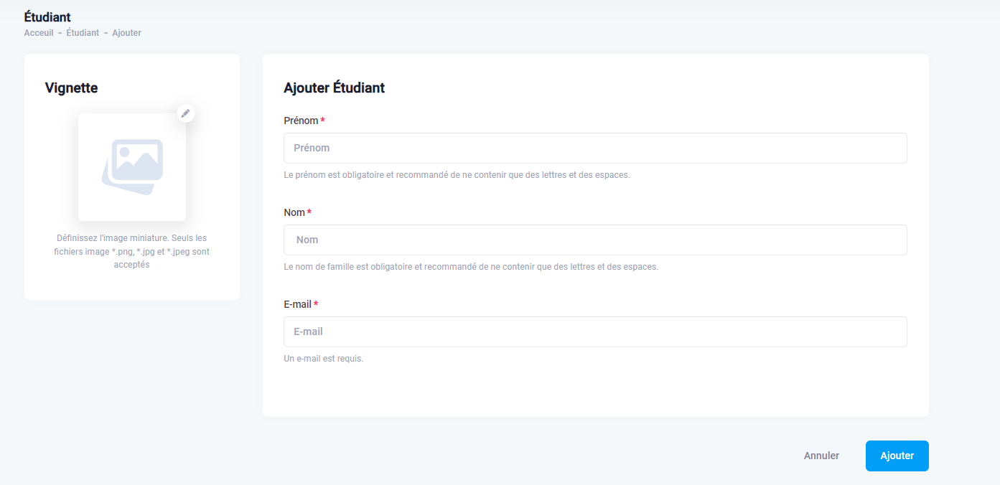 Étudiant
Acceuil - Étudiant - Ajouter
Vignette
Définissez l'image miniature. Seuls les
fichiers image *.png, *.jpg et *.jpeg sont
acceptés
Ajouter Étudiant
Prénom *
Prénom
Le prénom est obligatoire et recommandé de ne contenir que des lettres et des espaces.
Nom *
Nom
Le nom de famille est obligatoire et recommandé de ne contenir que des lettres et des espaces.
E-mail *
E-mail
Un e-mail est requis.
Annuler
Ajouter